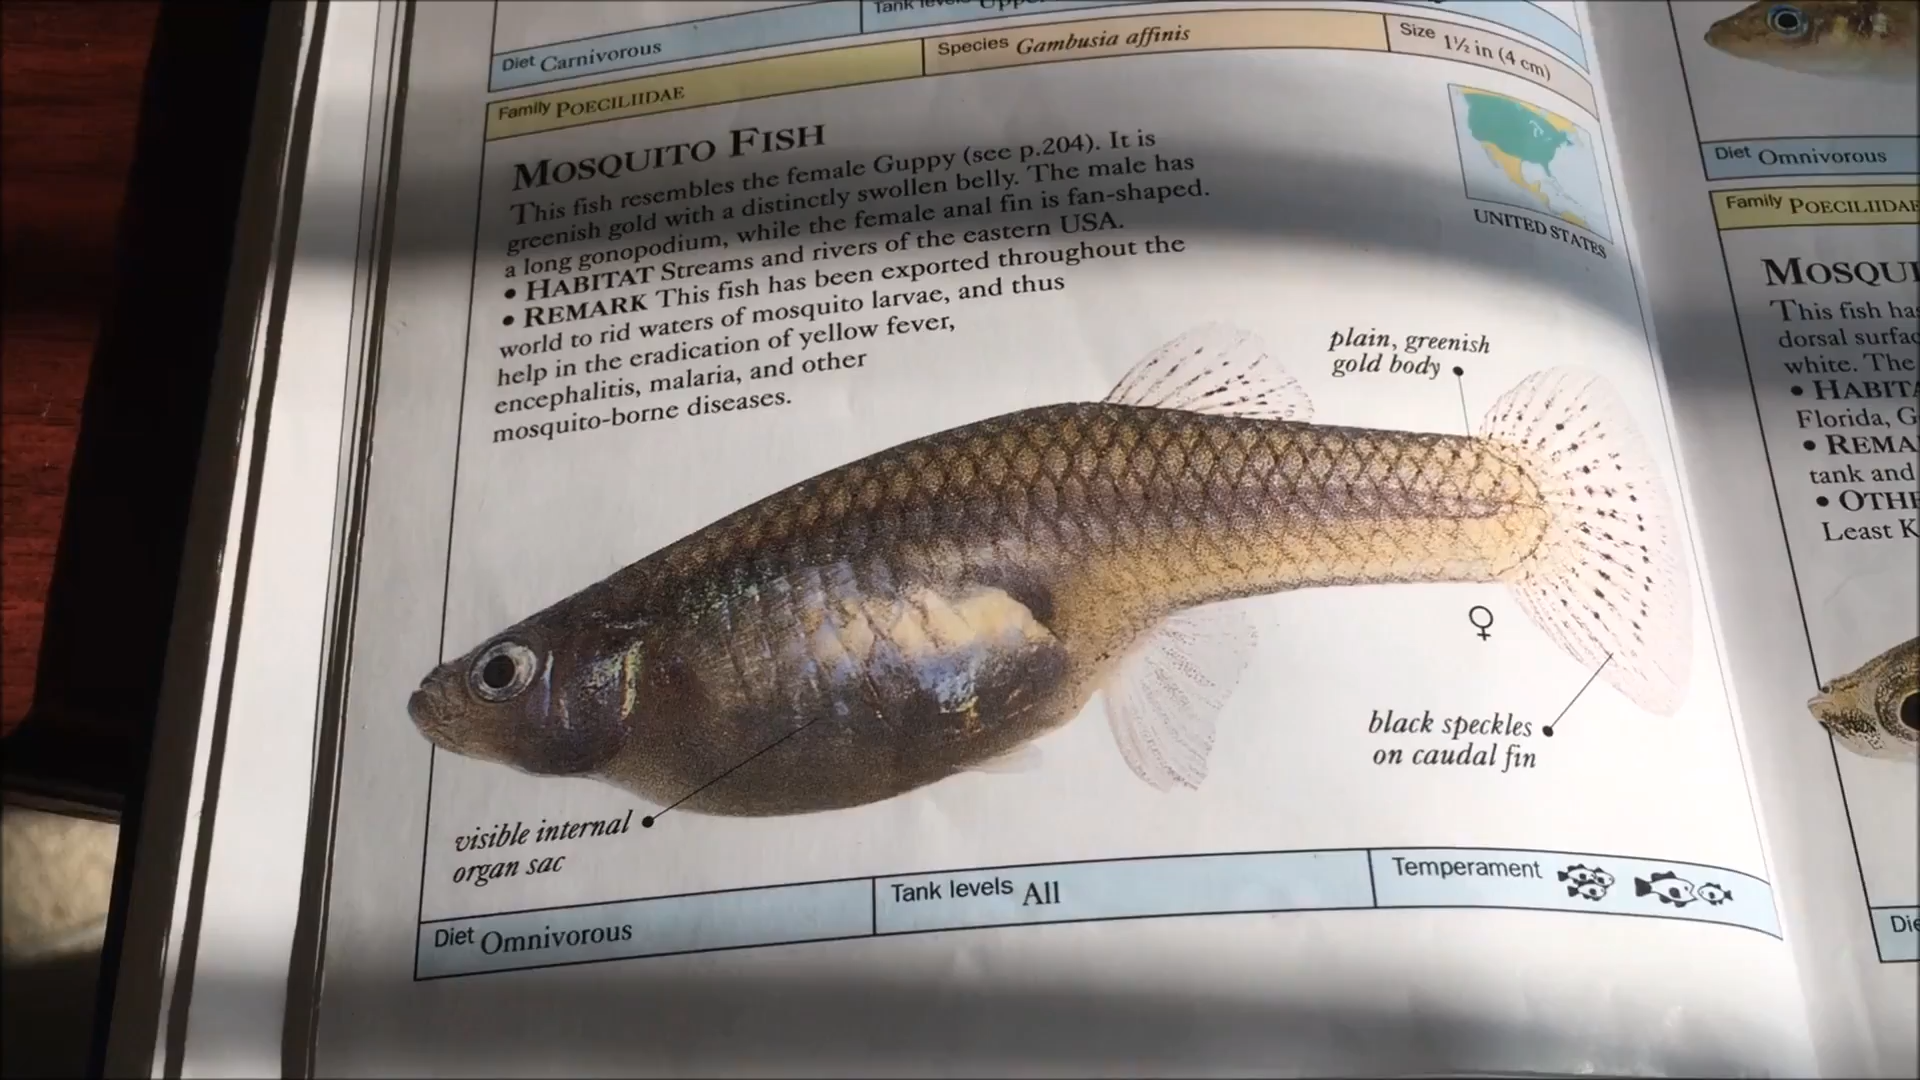 Diet Carnivorous
Tank levels Upper
Family POECILIIDAE
Species Gambusia affinis
Size 1½ in (4 cm)
MOSQUITO FISH
This fish resembles the female Guppy (see p.204). It is
greenish gold with a distinctly swollen belly. The male has
a long gonopodium, while the female anal fin is fan-shaped.
• HABITAT Streams and rivers of the eastern USA.
• REMARK This fish has been exported throughout the
world to rid waters of mosquito larvae, and thus
help in the eradication of yellow fever,
encephalitis, malaria, and other
mosquito-borne diseases.
UNITED STATES
plain, greenish
gold body
♀
black speckles
on caudal fin
visible internal
organ sac
Diet Omnivorous
Tank levels All
Temperament
Diet Omnivorous
Family POECILIIDAE
MOSQUI
This fish has
dorsal surfac
white. The
• HABITA
Florida, G
• REMA
tank and
• OTHE
Least K
Die